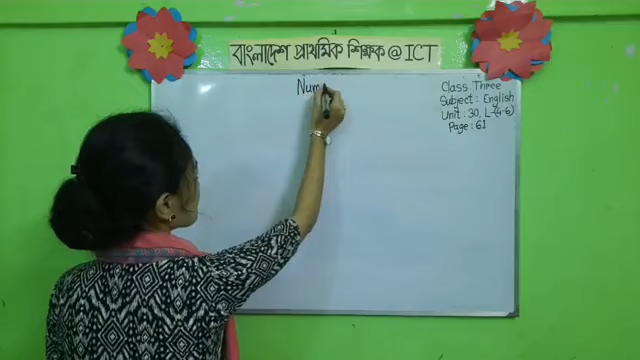 বাংলাদেশ প্রাথমিক শিক্ষক @ ICT
Num
Class Three
Subject : English
Unit : 30, L-(4-6)
Page : 61